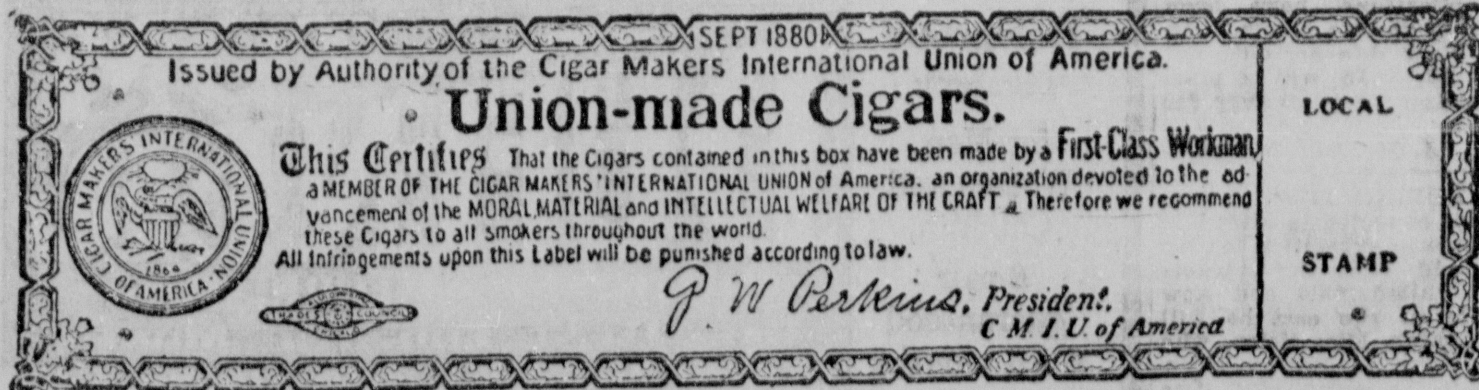 SEPT 1880
Issued by Authority of the Cigar Makers International Union of America.
Union-made Cigars.
This Certifies That the Cigars contained in this box have been made by a First-Class Workman,
a MEMBER OF THE CIGAR MAKERS' INTERNATIONAL UNION of America, an organization devoted to the ad-
vancement of the MORAL, MATERIAL and INTELLECTUAL WELFARE OF THE CRAFT. Therefore we recommend
these Cigars to all smokers throughout the world.
All Infringements upon this Label will be punished according to law.
G. W. Perkins, President,
C. M. I. U. of America
LOCAL
STAMP
CIGAR MAKERS INTERNATIONAL UNION
OF AMERICA
1864
TRADES COUNCIL